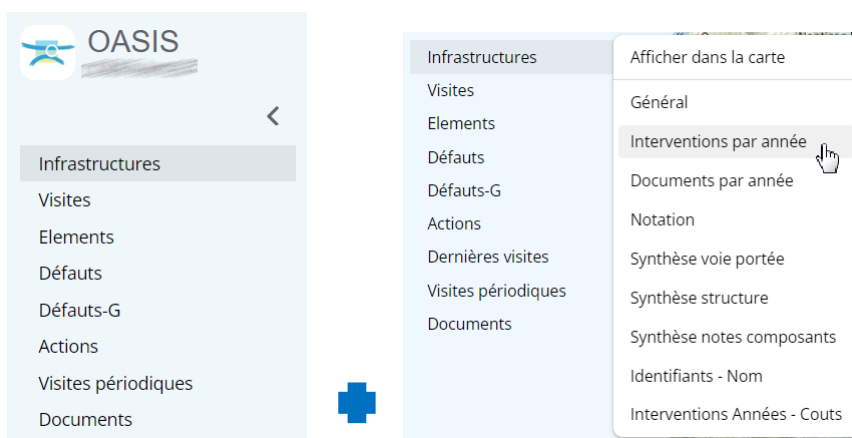 OASIS
Infrastructures
Visites
Elements
Défauts
Défauts-G
Actions
Visites périodiques
Documents
Infrastructures
Visites
Elements
Défauts
Défauts-G
Actions
Dernières visites
Visites périodiques
Documents
Afficher dans la carte
Général
Interventions par année
Documents par année
Notation
Synthèse voie portée
Synthèse structure
Synthèse notes composants
Identifiants - Nom
Interventions Années - Couts